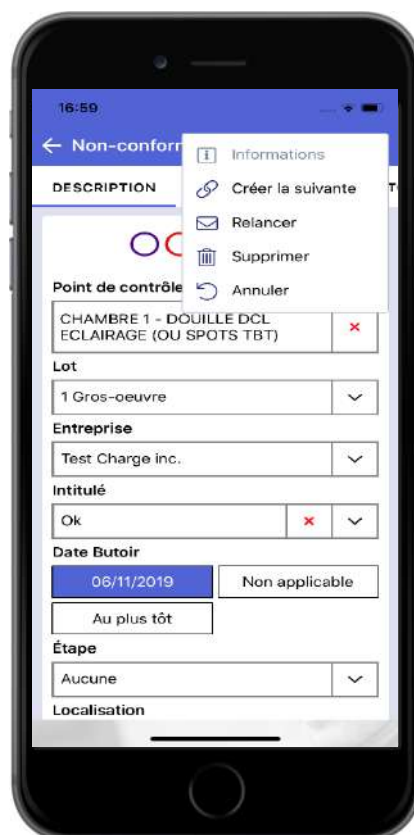 16:59
Non-confor
Informations
Créer la suivante
Relancer
Supprimer
Annuler
DESCRIPTION
Point de contrôle
CHAMBRE 1 - DOUILLE DCL
ECLAIRAGE (OU SPOTS TBT)
Lot
1 Gros-oeuvre
Entreprise
Test Charge inc.
Intitulé
Ok
Date Butoir
06/11/2019
Non applicable
Au plus tôt
Étape
Aucune
Localisation